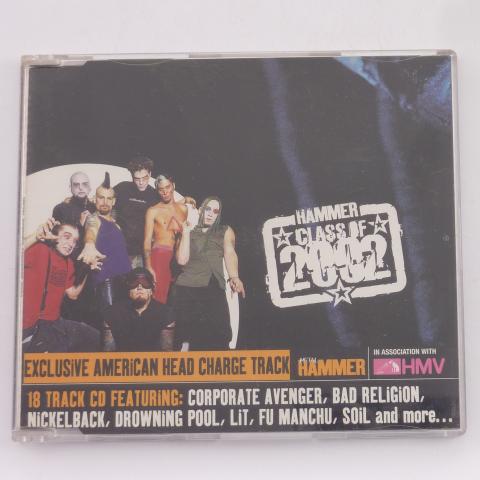 HAMMER
CLASS OF
2002
EXCLUSiVE AMERiCAN HEAD CHARGE TRACK
METAL HAMMER
IN ASSOCIATION WITH
HMV
18 TRACK CD FEATURiNG: CORPORATE AVENGER, BAD RELiGiON,
NiCKELBACK, DROWNiNG POOL, LiT, FU MANCHU, SOiL and more...